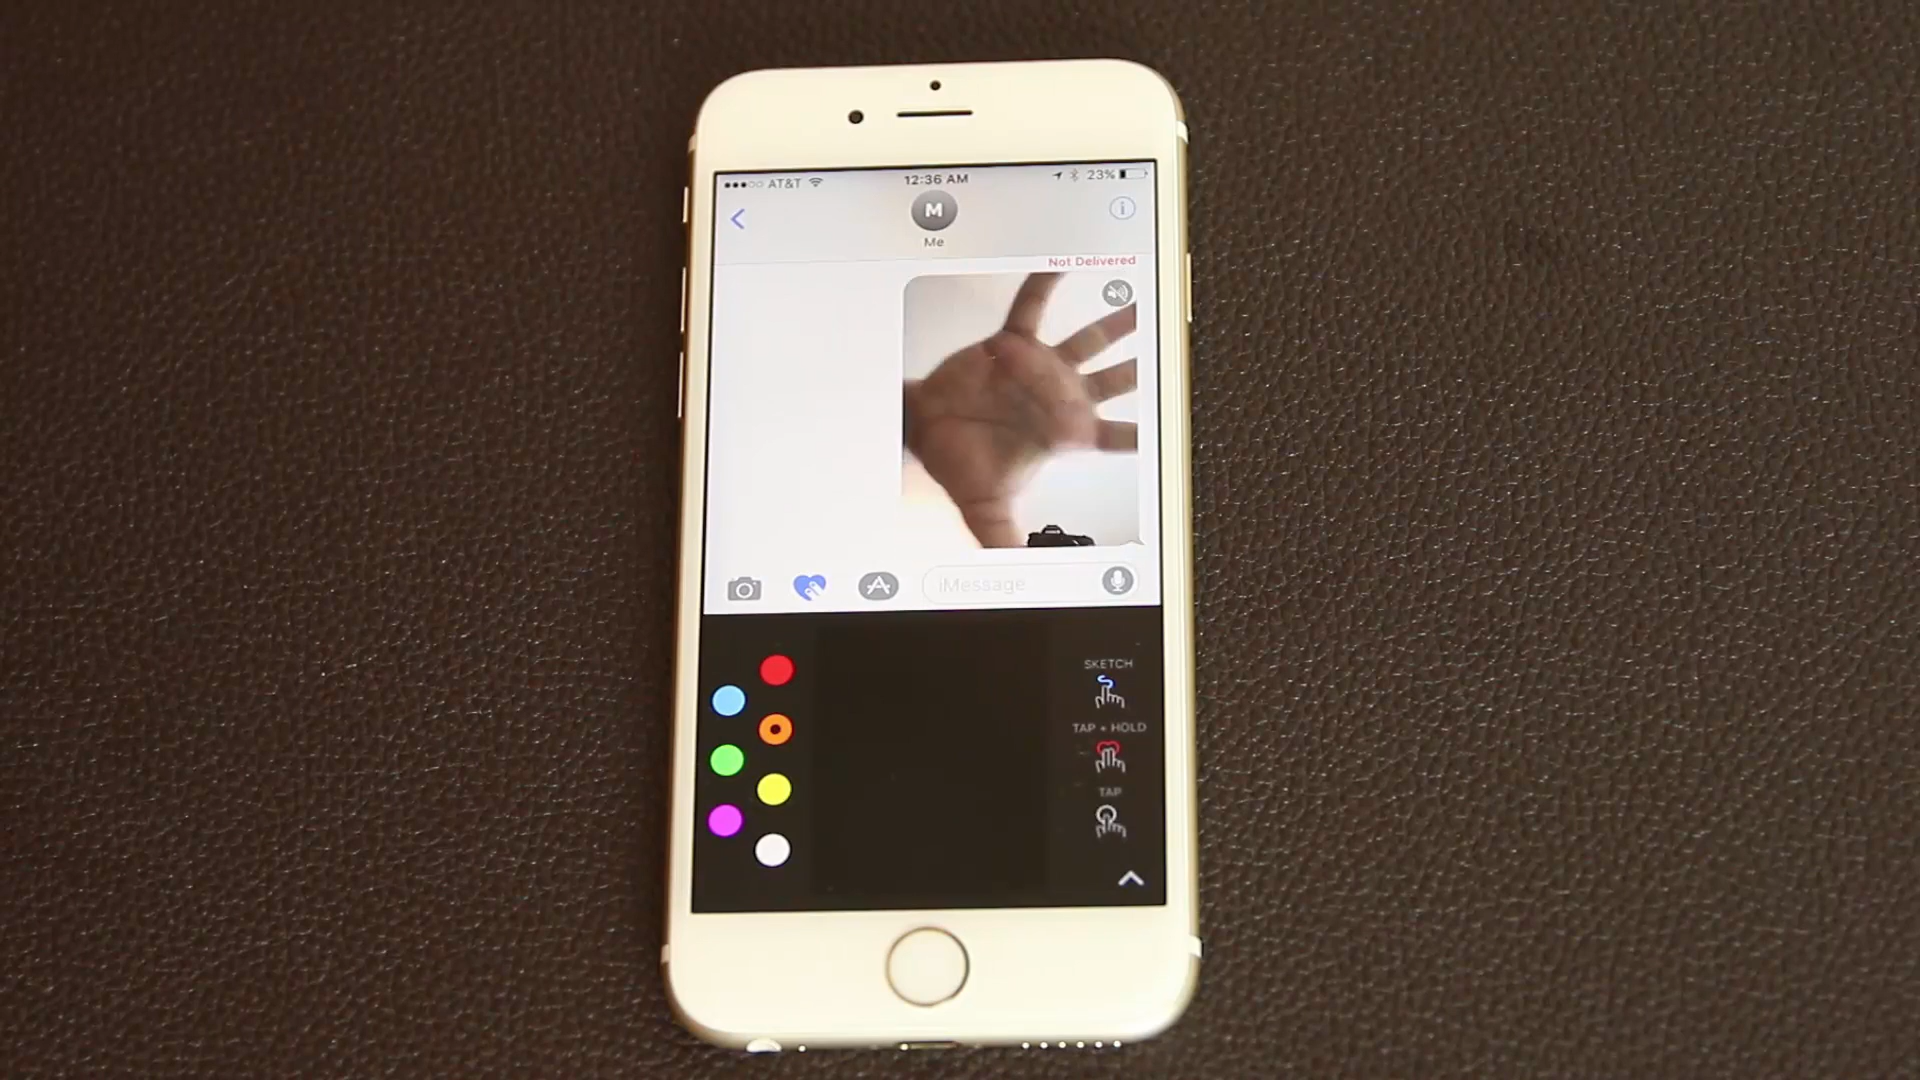 AT&T 12:36 AM 23%
M
Me
Not Delivered
iMessage
SKETCH
TAP + HOLD
TAP